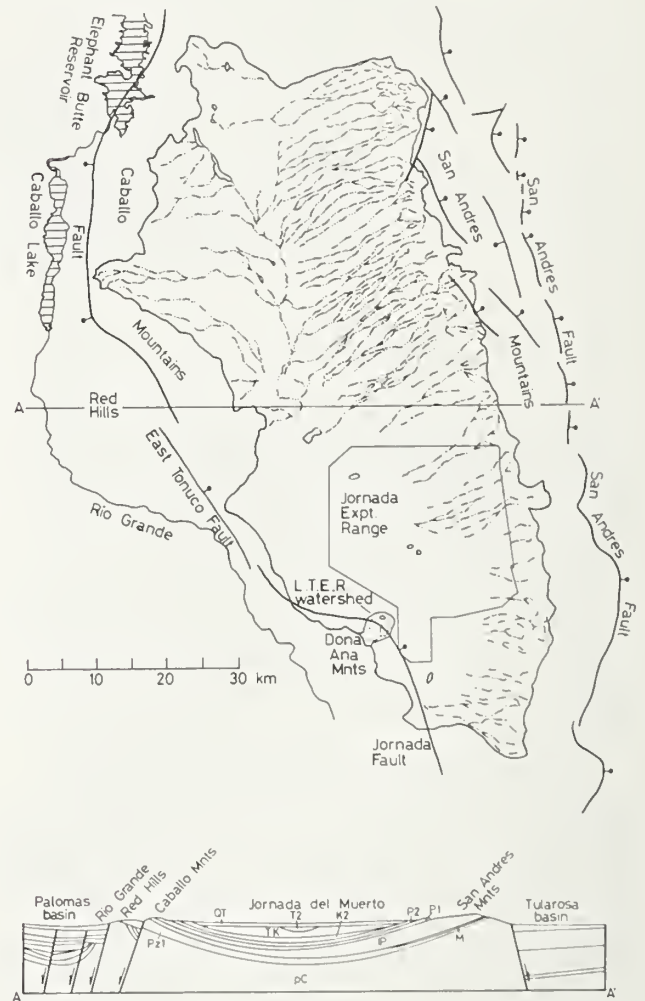 Elephant Butte
Reservoir
Caballo Lake
Fault
Caballo
Mountains
San Andres
Mountains
San
Andres
Fault
A
Red
Hills
A'
East Tonuco Fault
Rio Grande
Jornada
Expt.
Range
San Andres
Fault
L.T.E.R
watershed
Dona
Ana
Mnts
0 10 20 30 km
Jornada
Fault
Palomas
basin
Rio Grande
Red Hills
Caballo Mnts
Jornada del Muerto
San Andres
Mnts
Tularosa
basin
QT
T2
K2
P2
P1
TK
Pz1
IP
M
pC
A
A'